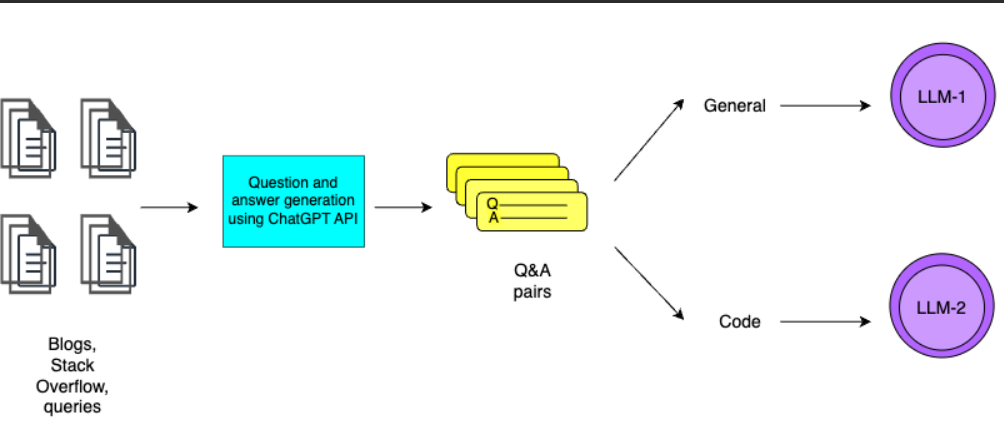 Blogs,
Stack
Overflow,
queries
Question and
answer generation
using ChatGPT API
Q
A
Q&A
pairs
General
LLM-1
Code
LLM-2